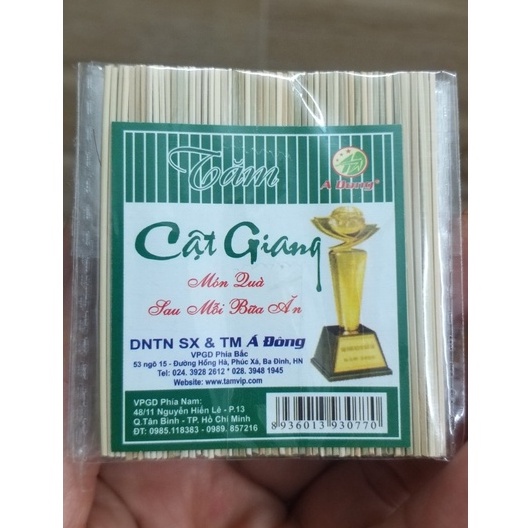 Tăm
Á Đông®
Cật Giang
Món Quà
Sau Mỗi Bữa Ăn
DNTN SX & TM Á Đông
VPGD Phía Bắc
53 ngõ 15 - Đường Hồng Hà, Phúc Xá, Ba Đình, HN
Tel: 024. 3928 2612 * 028. 3948 1945
Website: www.tamvip.com
VPGD Phía Nam:
48/11 Nguyễn Hiến Lê - P.13
Q.Tân Bình - TP. Hồ Chí Minh
ĐT: 0985.118383 - 0989. 857216
8 936013 930770